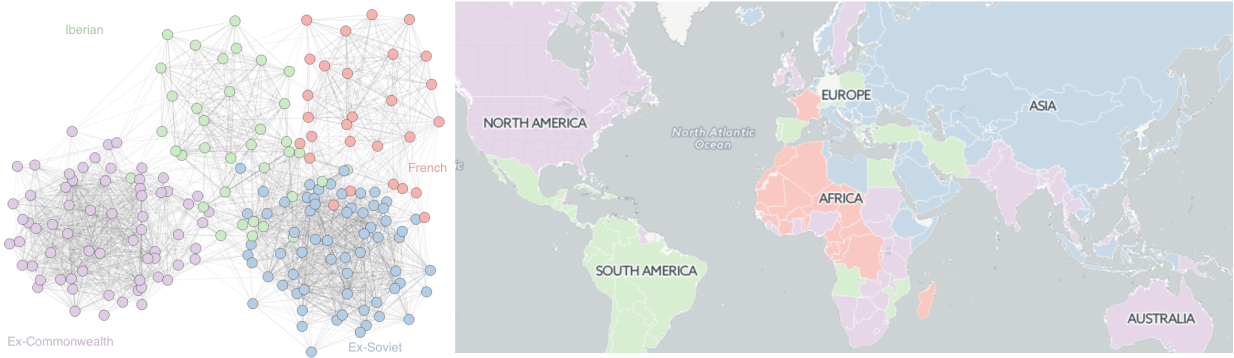 Iberian
French
Ex-Commonwealth
Ex-Soviet
NORTH AMERICA
EUROPE
ASIA
North Atlantic
Ocean
AFRICA
SOUTH AMERICA
AUSTRALIA